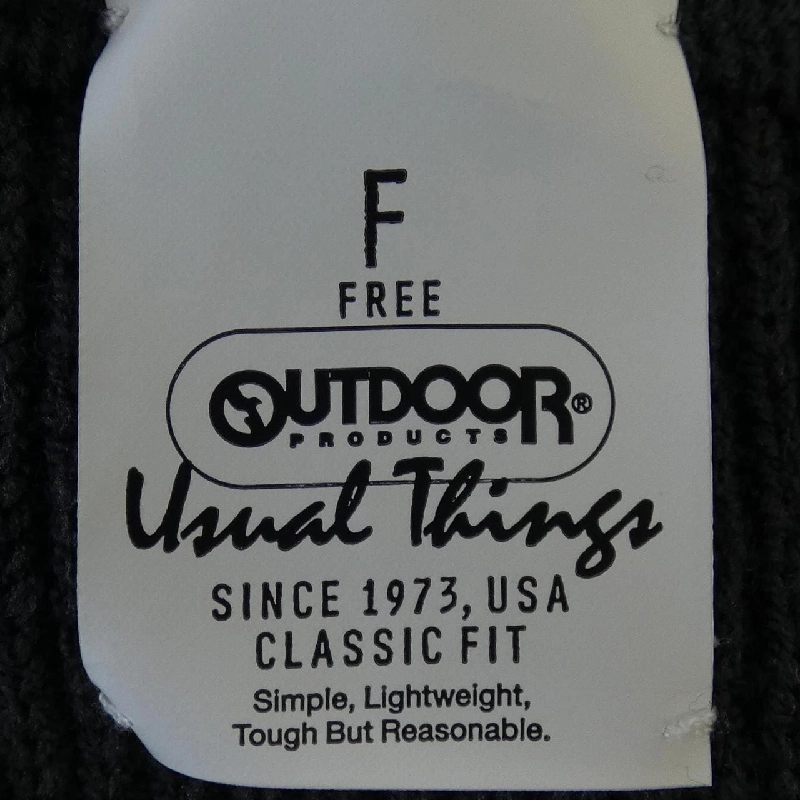 F
FREE
OUTDOOR®
PRODUCTS
Usual Things
SINCE 1973, USA
CLASSIC FIT
Simple, Lightweight,
Tough But Reasonable.